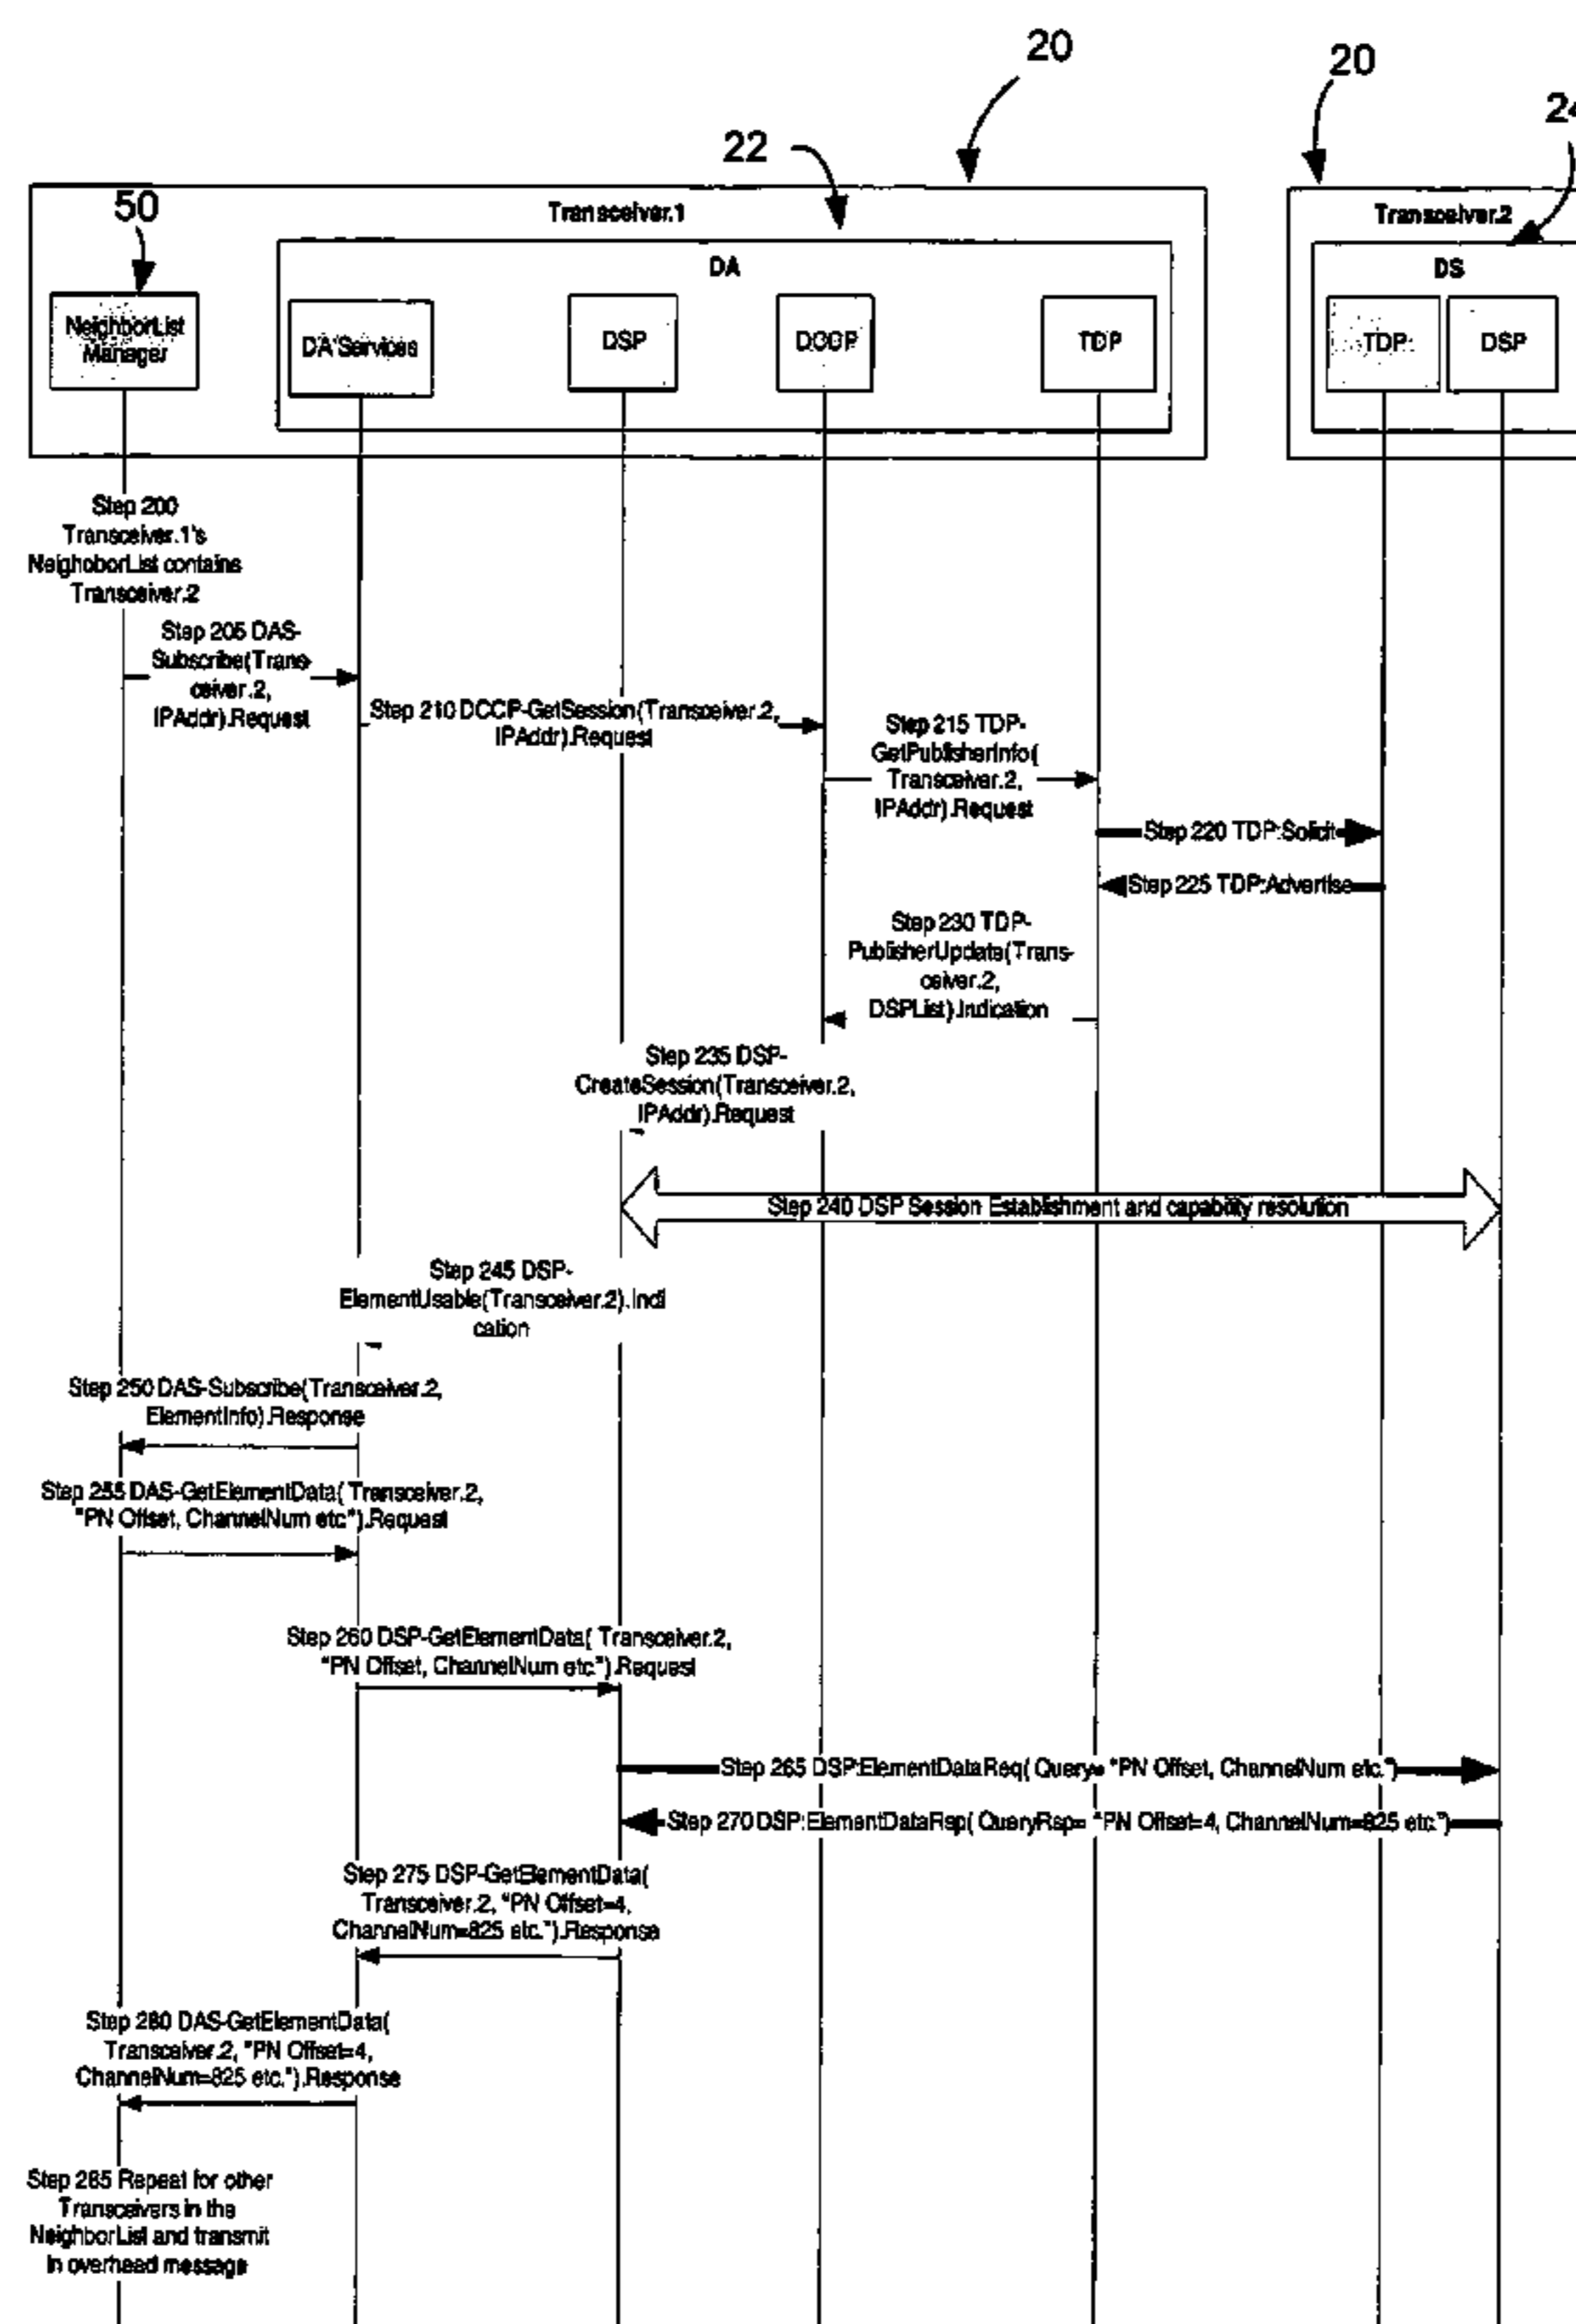 20
20
24
22
50
Transceiver.1
Transceiver.2
DA
DS
NeighborList
Manager
DA Services
DSP
DCCP
TDP
TDP
DSP
Step 200
Transceiver.1's
NeighoborList contains
Transceiver.2
Step 205 DAS-
Subscribe(Trans-
ceiver.2,
IPAddr).Request
Step 210 DCCP-GetSession(Transceiver.2,
IPAddr).Request
Step 215 TDP-
GetPublisherInfo(
Transceiver.2,
IPAddr).Request
Step 220 TDP:Solicit
Step 225 TDP:Advertise
Step 230 TDP-
PublisherUpdate(Trans-
ceiver.2,
DSPList).Indication
Step 235 DSP-
CreateSession(Transceiver.2,
IPAddr).Request
Step 240 DSP Session Establishment and capability resolution
Step 245 DSP-
ElementUsable(Transceiver.2).Indi
cation
Step 250 DAS-Subscribe(Transceiver.2,
ElementInfo).Response
Step 255 DAS-GetElementData( Transceiver.2,
"PN Offset, ChannelNum etc").Request
Step 260 DSP-GetElementData( Transceiver.2,
"PN Offset, ChannelNum etc.").Request
Step 265 DSP:ElementDataReq( Query= "PN Offset, ChannelNum etc.")
Step 270 DSP:ElementDataRsp( QueryRsp= "PN Offset=4, ChannelNum=825 etc.")
Step 275 DSP-GetElementData(
Transceiver.2, "PN Offset=4,
ChannelNum=825 etc.").Response
Step 280 DAS-GetElementData(
Transceiver.2, "PN Offset=4,
ChannelNum=825 etc.").Response
Step 285 Repeat for other
Transceivers in the
NeighborList and transmit
in overhead message